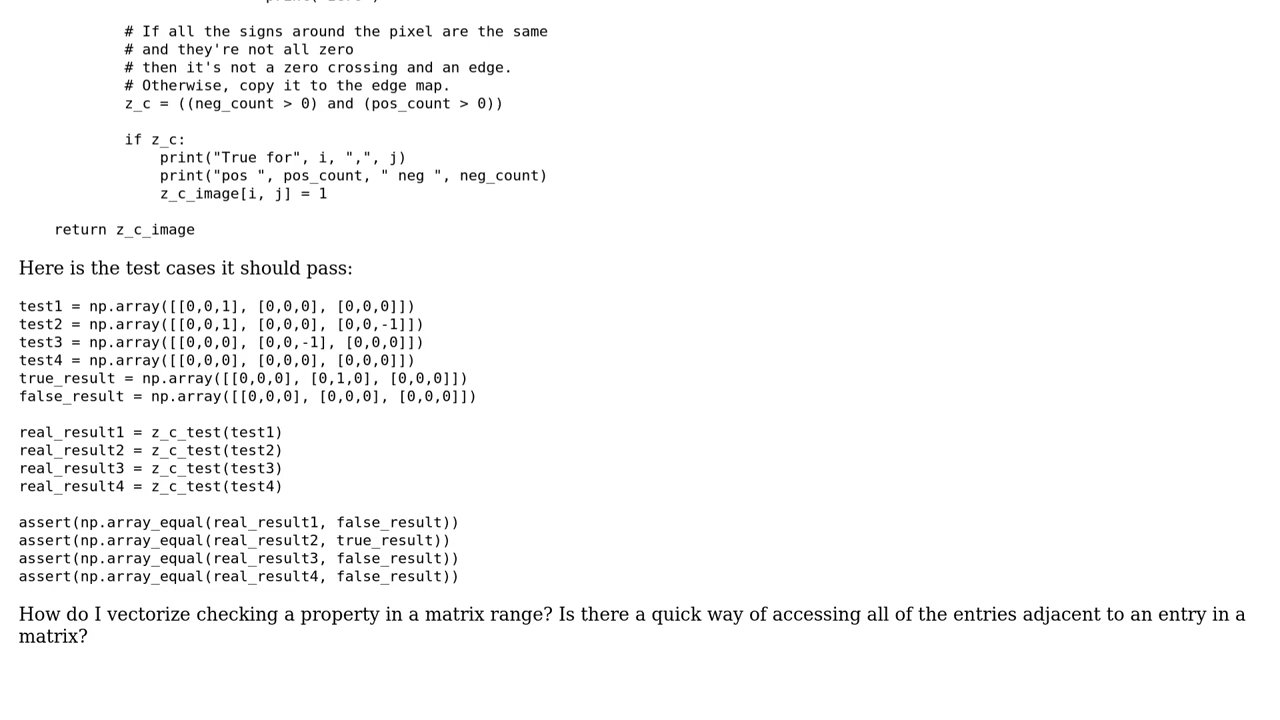 # If all the signs around the pixel are the same
# and they're not all zero
# then it's not a zero crossing and an edge.
# Otherwise, copy it to the edge map.
z_c = ((neg_count > 0) and (pos_count > 0))
if z_c:
print("True for", i, ",", j)
print("pos ", pos_count, " neg ", neg_count)
z_c_image[i, j] = 1
return z_c_image
Here is the test cases it should pass:
test1 = np.array([[0,0,1], [0,0,0], [0,0,0]])
test2 = np.array([[0,0,1], [0,0,0], [0,0,-1]])
test3 = np.array([[0,0,0], [0,0,-1], [0,0,0]])
test4 = np.array([[0,0,0], [0,0,0], [0,0,0]])
true_result = np.array([[0,0,0], [0,1,0], [0,0,0]])
false_result = np.array([[0,0,0], [0,0,0], [0,0,0]])
real_result1 = z_c_test(test1)
real_result2 = z_c_test(test2)
real_result3 = z_c_test(test3)
real_result4 = z_c_test(test4)
assert(np.array_equal(real_result1, false_result))
assert(np.array_equal(real_result2, true_result))
assert(np.array_equal(real_result3, false_result))
assert(np.array_equal(real_result4, false_result))
How do I vectorize checking a property in a matrix range? Is there a quick way of accessing all of the entries adjacent to an entry in a
matrix?